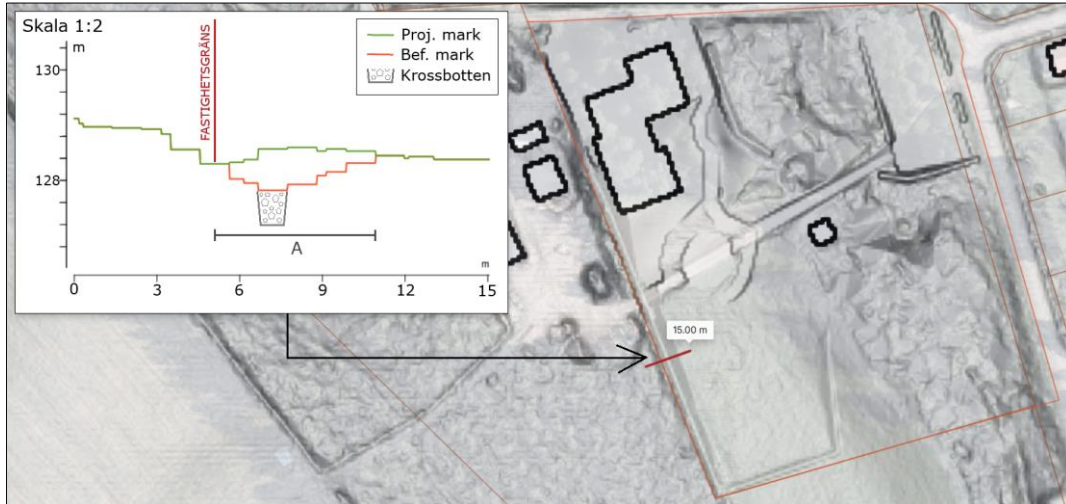 Skala 1:2
m
130
128
FASTIGHETSGRÄNS
Proj. mark
Bef. mark
Krossbotten
A
m
0 3 6 9 12 15
15.00 m